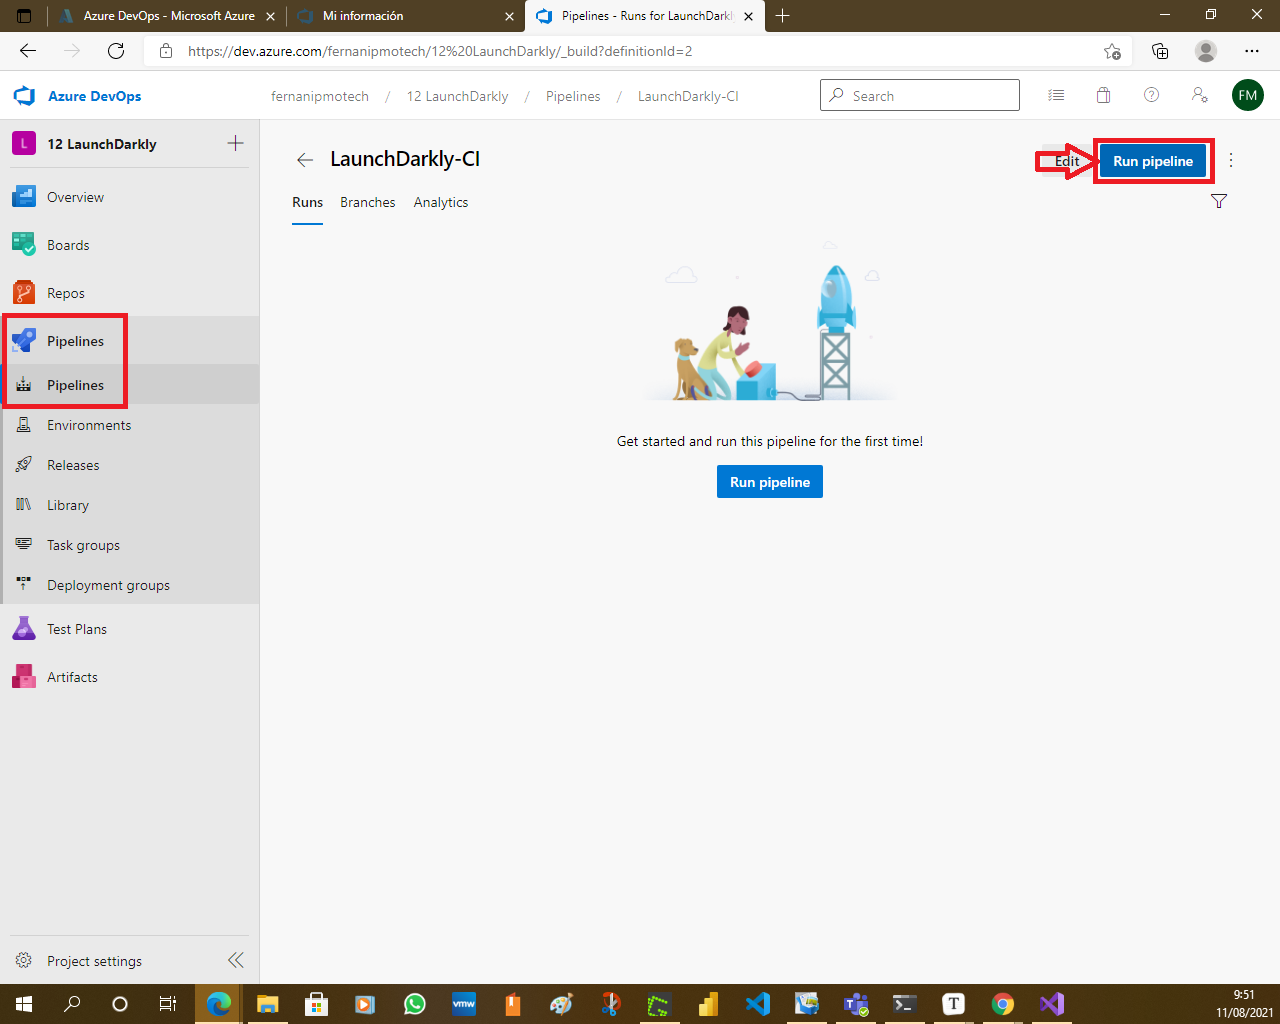 Azure DevOps - Microsoft Azure
Mi información
Pipelines - Runs for LaunchDarkly
https://dev.azure.com/fernanipmotech/12%20LaunchDarkly/_build?definitionId=2
Azure DevOps
fernanipmotech / 12 LaunchDarkly / Pipelines / LaunchDarkly-CI
Search
FM
L
12 LaunchDarkly
Overview
Boards
Repos
Pipelines
Pipelines
Environments
Releases
Library
Task groups
Deployment groups
Test Plans
Artifacts
Project settings
LaunchDarkly-CI
Edit
Run pipeline
Runs
Branches
Analytics
Get started and run this pipeline for the first time!
Run pipeline
vmw
T
9:51
11/08/2021